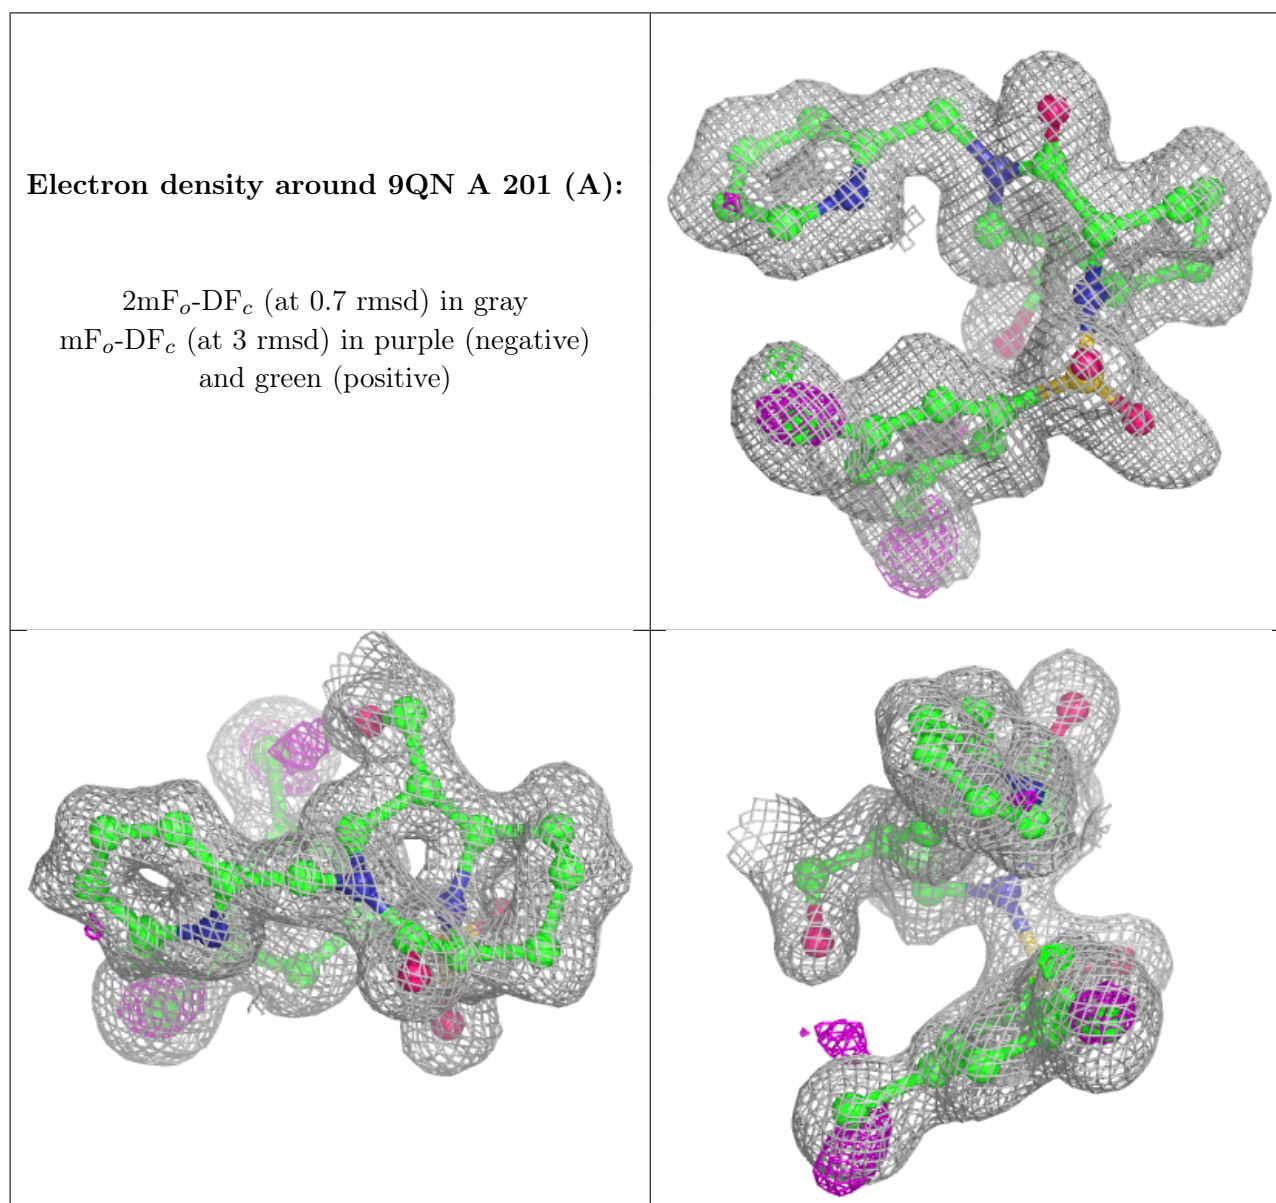 Electron density around 9QN A 201 (A):
2mFo-DFc (at 0.7 rmsd) in gray
mFo-DFc (at 3 rmsd) in purple (negative)
and green (positive)